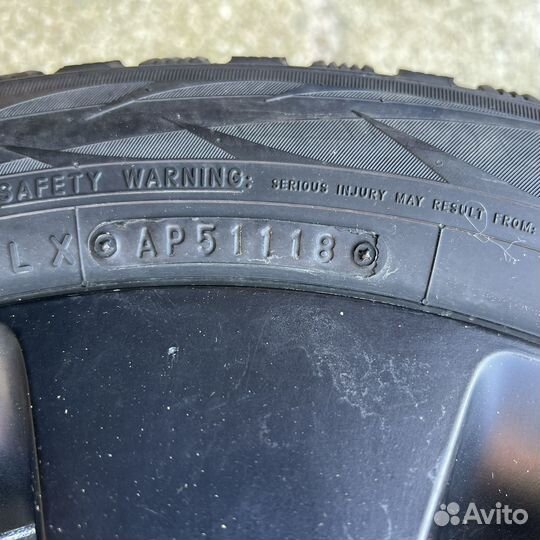 SAFETY WARNING: SERIOUS INJURY MAY RESULT FROM:
LX AP51118
Avito